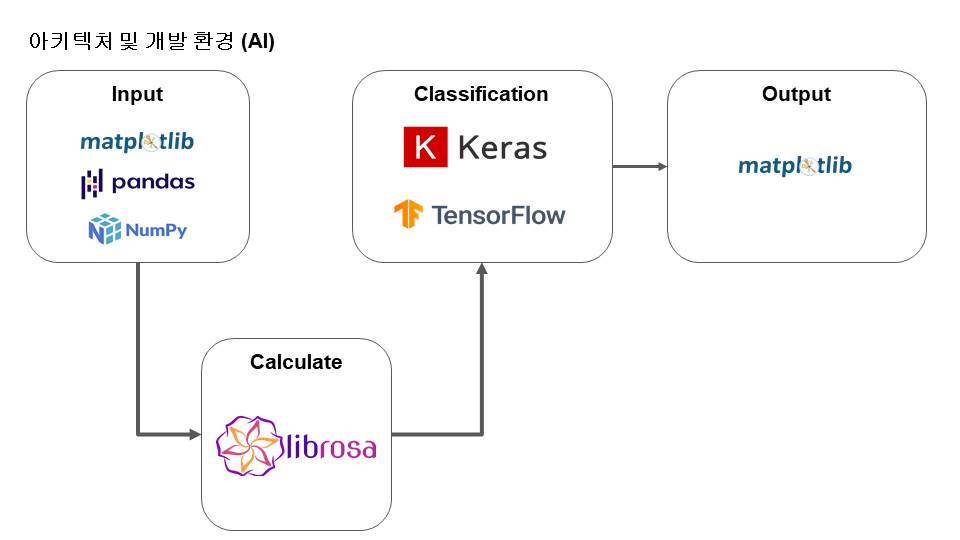 아키텍처 및 개발 환경 (AI)
Input
matplotlib
pandas
NumPy
Calculate
librosa
Classification
K Keras
TensorFlow
Output
matplotlib